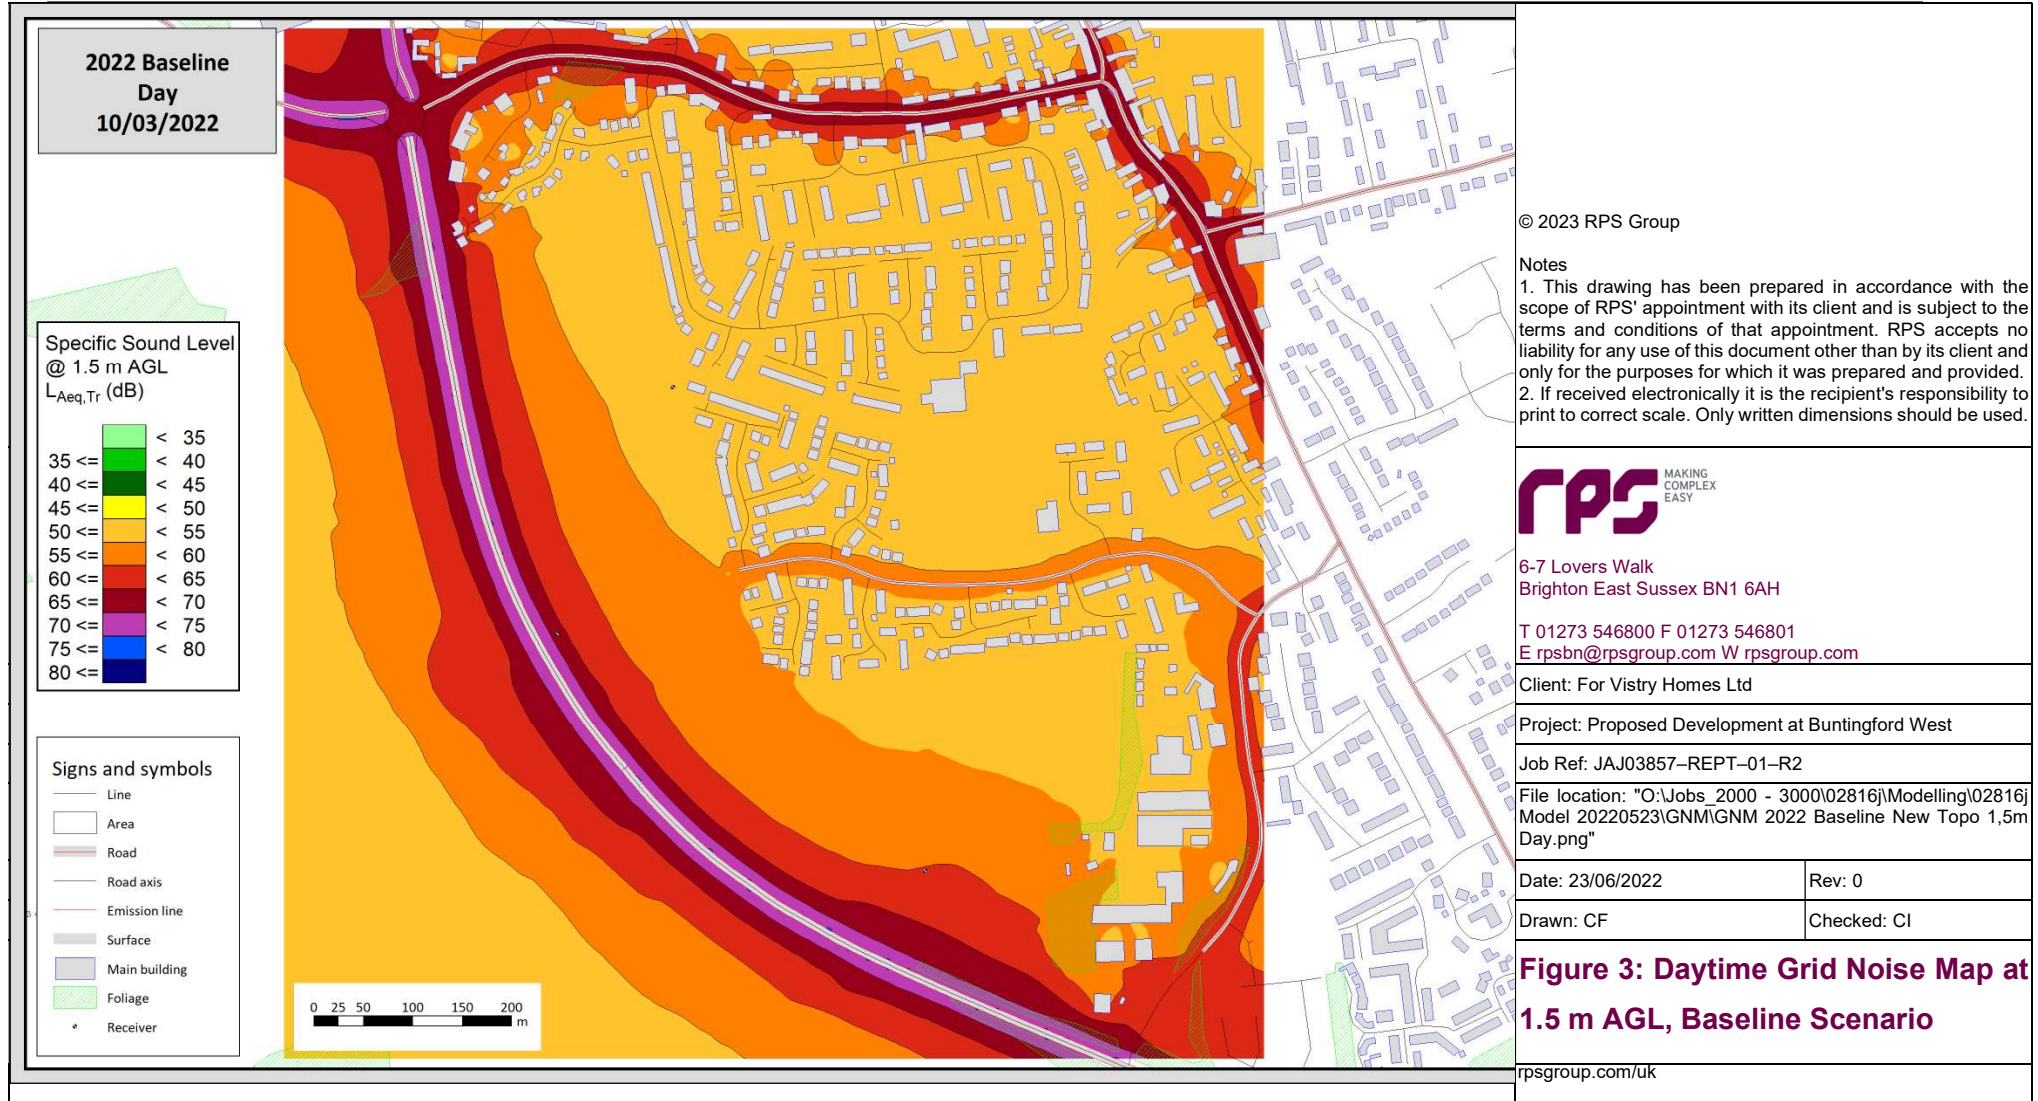 2022 Baseline
Day
10/03/2022
Specific Sound Level
@ 1.5 m AGL
LAeq,Tr (dB)
< 35
35 <= < 40
40 <= < 45
45 <= < 50
50 <= < 55
55 <= < 60
60 <= < 65
65 <= < 70
70 <= < 75
75 <= < 80
80 <=
Signs and symbols
Line
Area
Road
Road axis
Emission line
Surface
Main building
Foliage
Receiver
0 25 50 100 150 200
m
© 2023 RPS Group
Notes
1. This drawing has been prepared in accordance with the
scope of RPS' appointment with its client and is subject to the
terms and conditions of that appointment. RPS accepts no
liability for any use of this document other than by its client and
only for the purposes for which it was prepared and provided.
2. If received electronically it is the recipient's responsibility to
print to correct scale. Only written dimensions should be used.
rps
MAKING
COMPLEX
EASY
6-7 Lovers Walk
Brighton East Sussex BN1 6AH
T 01273 546800 F 01273 546801
E rpsbn@rpsgroup.com W rpsgroup.com
Client: For Vistry Homes Ltd
Project: Proposed Development at Buntingford West
Job Ref: JAJ03857–REPT–01–R2
File location: "O:\Jobs_2000 - 3000\02816j\Modelling\02816j
Model 20220523\GNM\GNM 2022 Baseline New Topo 1,5m
Day.png"
Date: 23/06/2022
Rev: 0
Drawn: CF
Checked: CI
Figure 3: Daytime Grid Noise Map at
1.5 m AGL, Baseline Scenario
rpsgroup.com/uk